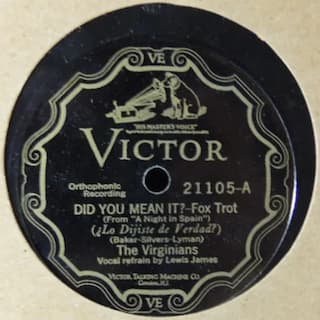 VE
"HIS MASTER'S VOICE"
VICTOR
Orthophonic
Recording
21105-A
DID YOU MEAN IT?-Fox Trot
(From "A Night in Spain")
(¿Lo Dijiste de Verdad?)
(Baker-Silvers-Lyman)
The Virginians
Vocal refrain by Lewis James
VICTOR TALKING MACHINE CO.
Camden, N.J.
VE